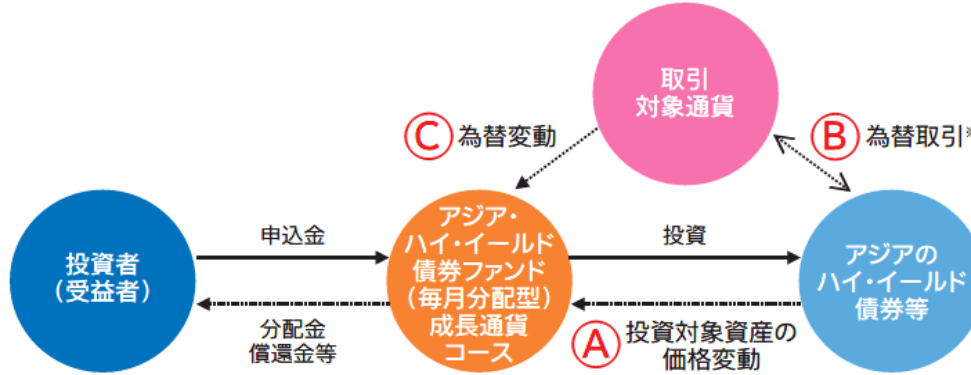 取引
対象通貨
Ⓒ 為替変動
Ⓑ 為替取引※
投資者
（受益者）
申込金
分配金
償還金等
アジア・
ハイ・イールド
債券ファンド
（毎月分配型）
成長通貨
コース
投資
Ⓐ 投資対象資産の
価格変動
アジアの
ハイ・イールド
債券等